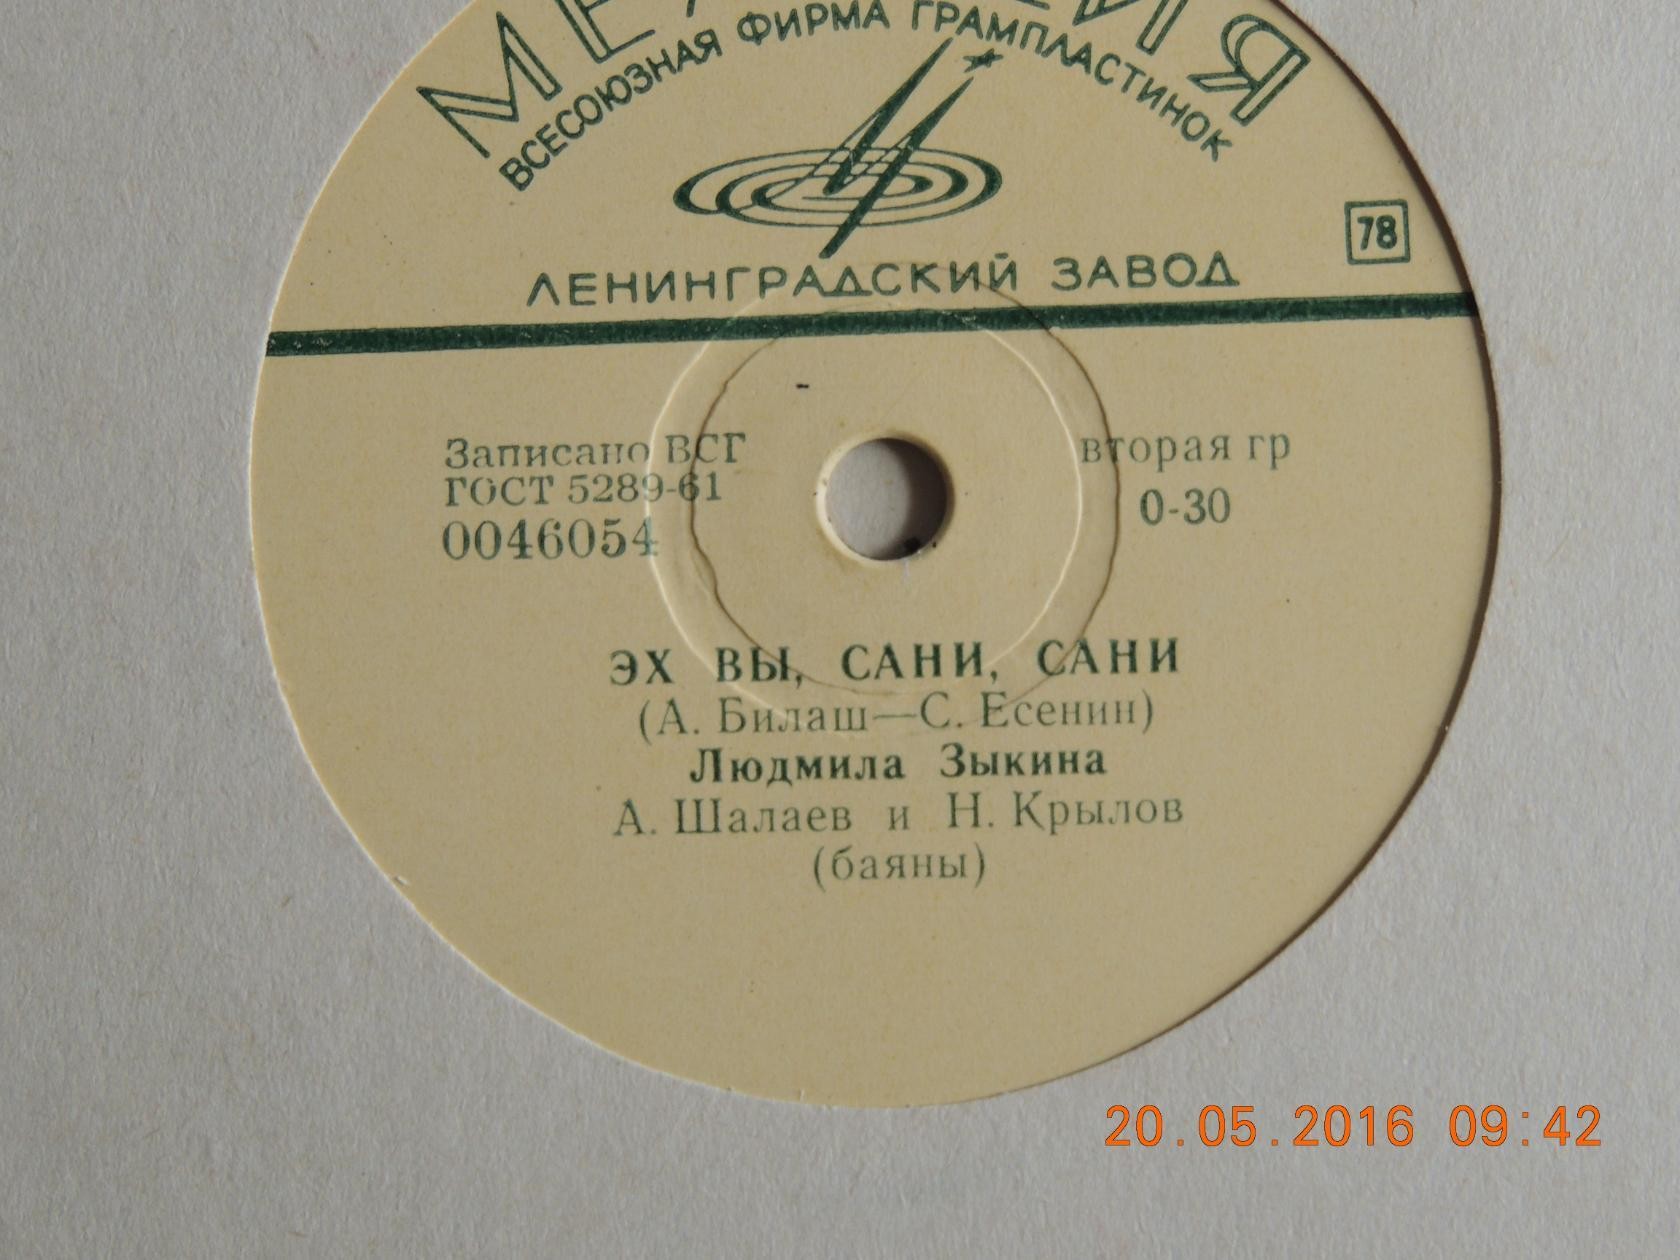 ВСЕСОЮЗНАЯ ФИРМА ГРАМПЛАСТИНОК
78
ЛЕНИНГРАДСКИЙ ЗАВОД
Записано ВСГ
ГОСТ 5289-61
0046054
вторая гр
0-30
ЭХ ВЫ, САНИ, САНИ
(А. Билаш—С. Есенин)
Людмила Зыкина
А. Шалаев и Н. Крылов
(баяны)
20.05.2016 09:42